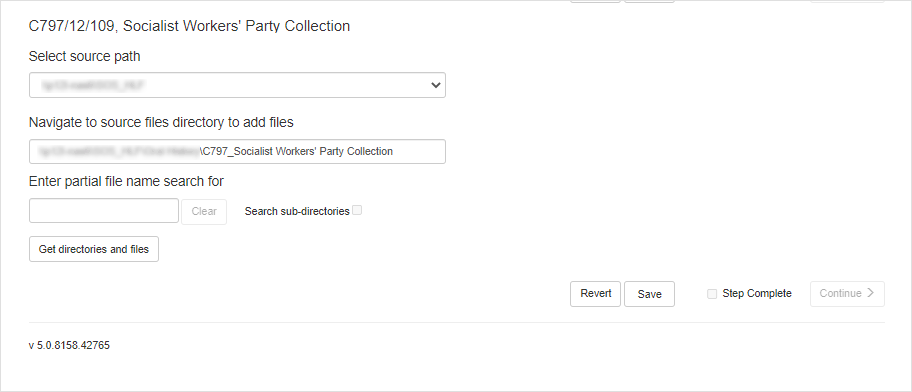 C797/12/109, Socialist Workers' Party Collection
Select source path
Navigate to source files directory to add files
\C797_Socialist Workers' Party Collection
Enter partial file name search for
Clear Search sub-directories
Get directories and files
Revert Save Step Complete Continue
v 5.0.8158.42765